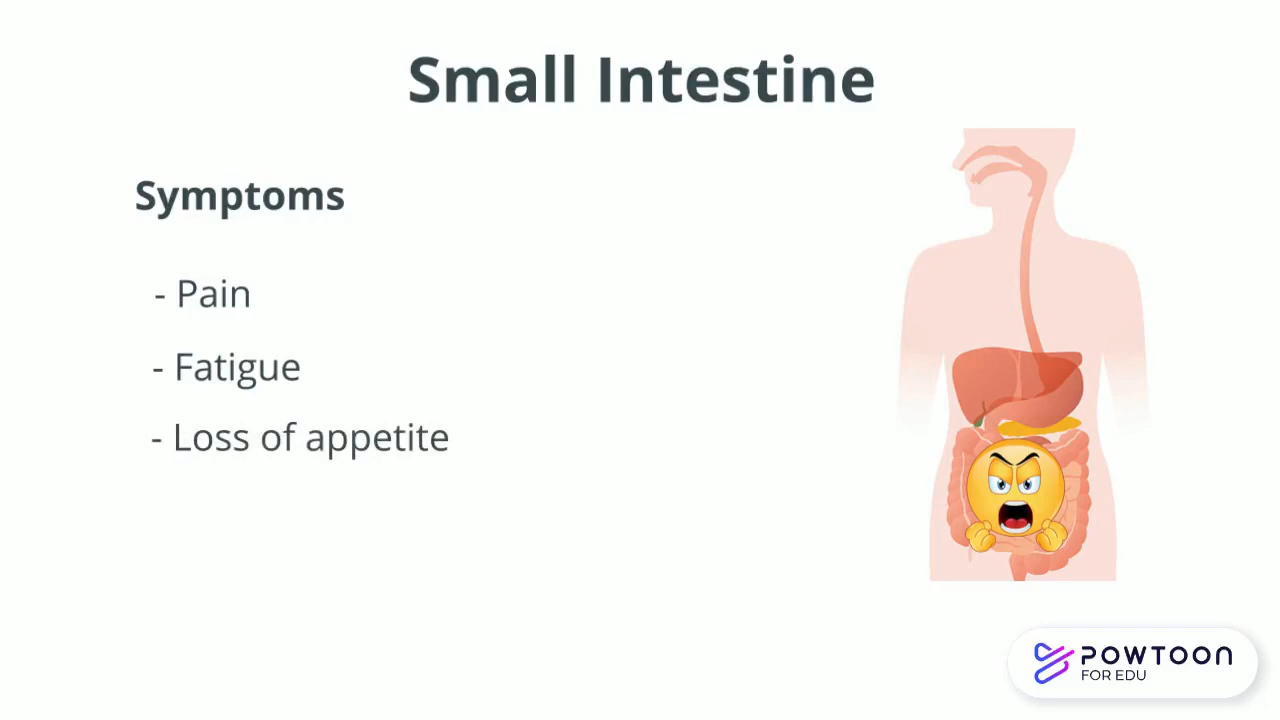 Small Intestine
Symptoms
- Pain
- Fatigue
- Loss of appetite
POWTOON
FOR EDU